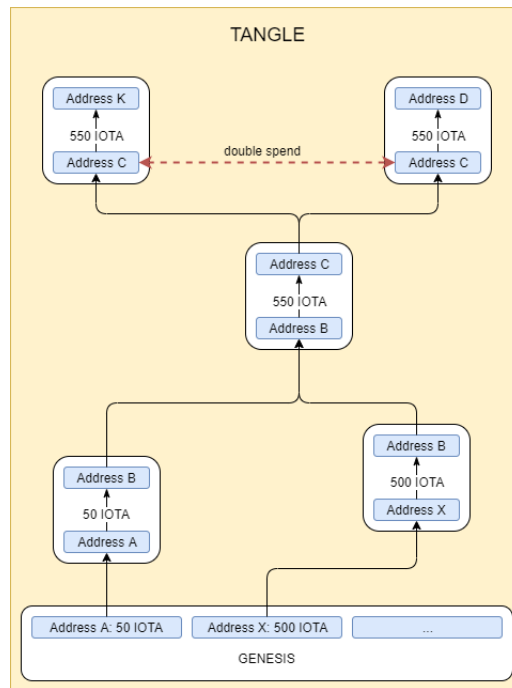 TANGLE
Address K
550 IOTA
Address C
double spend
Address D
550 IOTA
Address C
Address C
550 IOTA
Address B
Address B
50 IOTA
Address A
Address B
500 IOTA
Address X
Address A: 50 IOTA
Address X: 500 IOTA
...
GENESIS